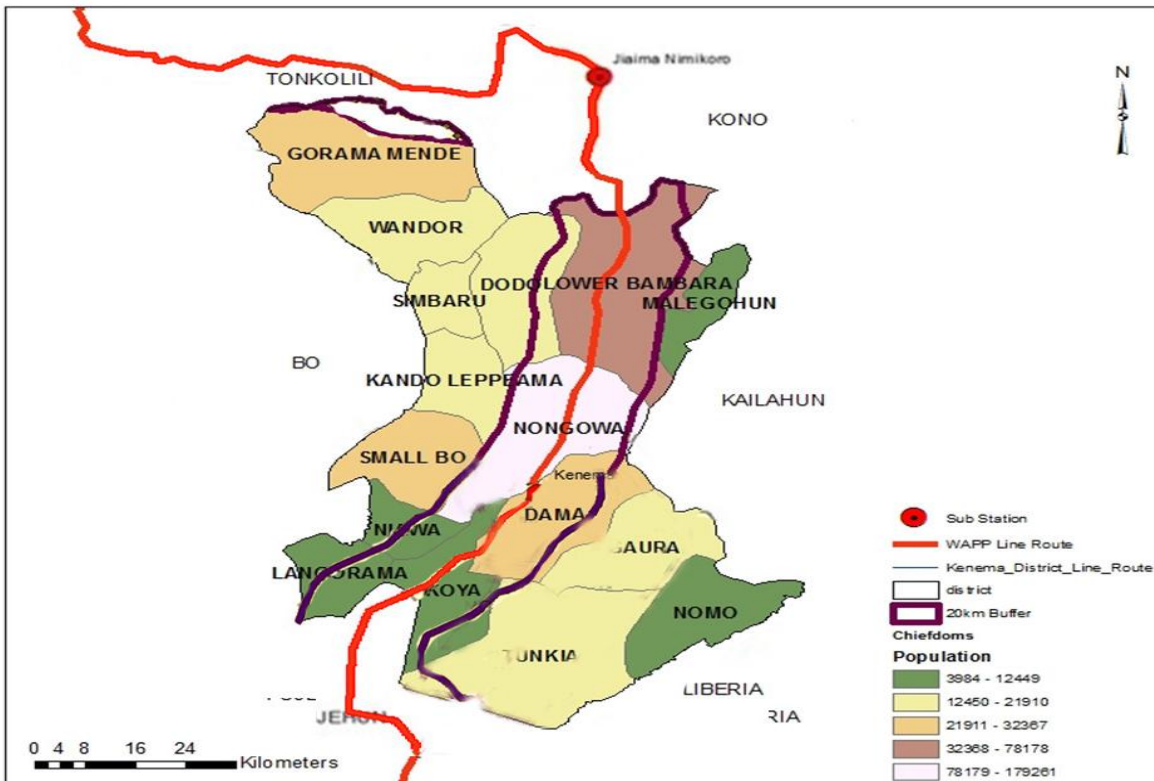 Jiaima Nimikoro
TONKOLILI
N
KONO
GORAMA MENDE
WANDOR
DODO
LOWER BAMBARA
SIMBARU
MALEGOHUN
BO
KANDO LEPPEAMA
KAILAHUN
NONGOWA
SMALL BO
Kenema
DAMA
NIAWA
GAURA
LANGORAMA
KOYA
NOMO
TUNKIA
LIBERIA
RIA
Sub Station
WAPP Line Route
Kenema_District_Line_Route
district
20km Buffer
Chiefdoms
Population
3984 - 12449
12450 - 21910
21911 - 32367
32368 - 78178
78179 - 179261
0 4 8 16 24
Kilometers